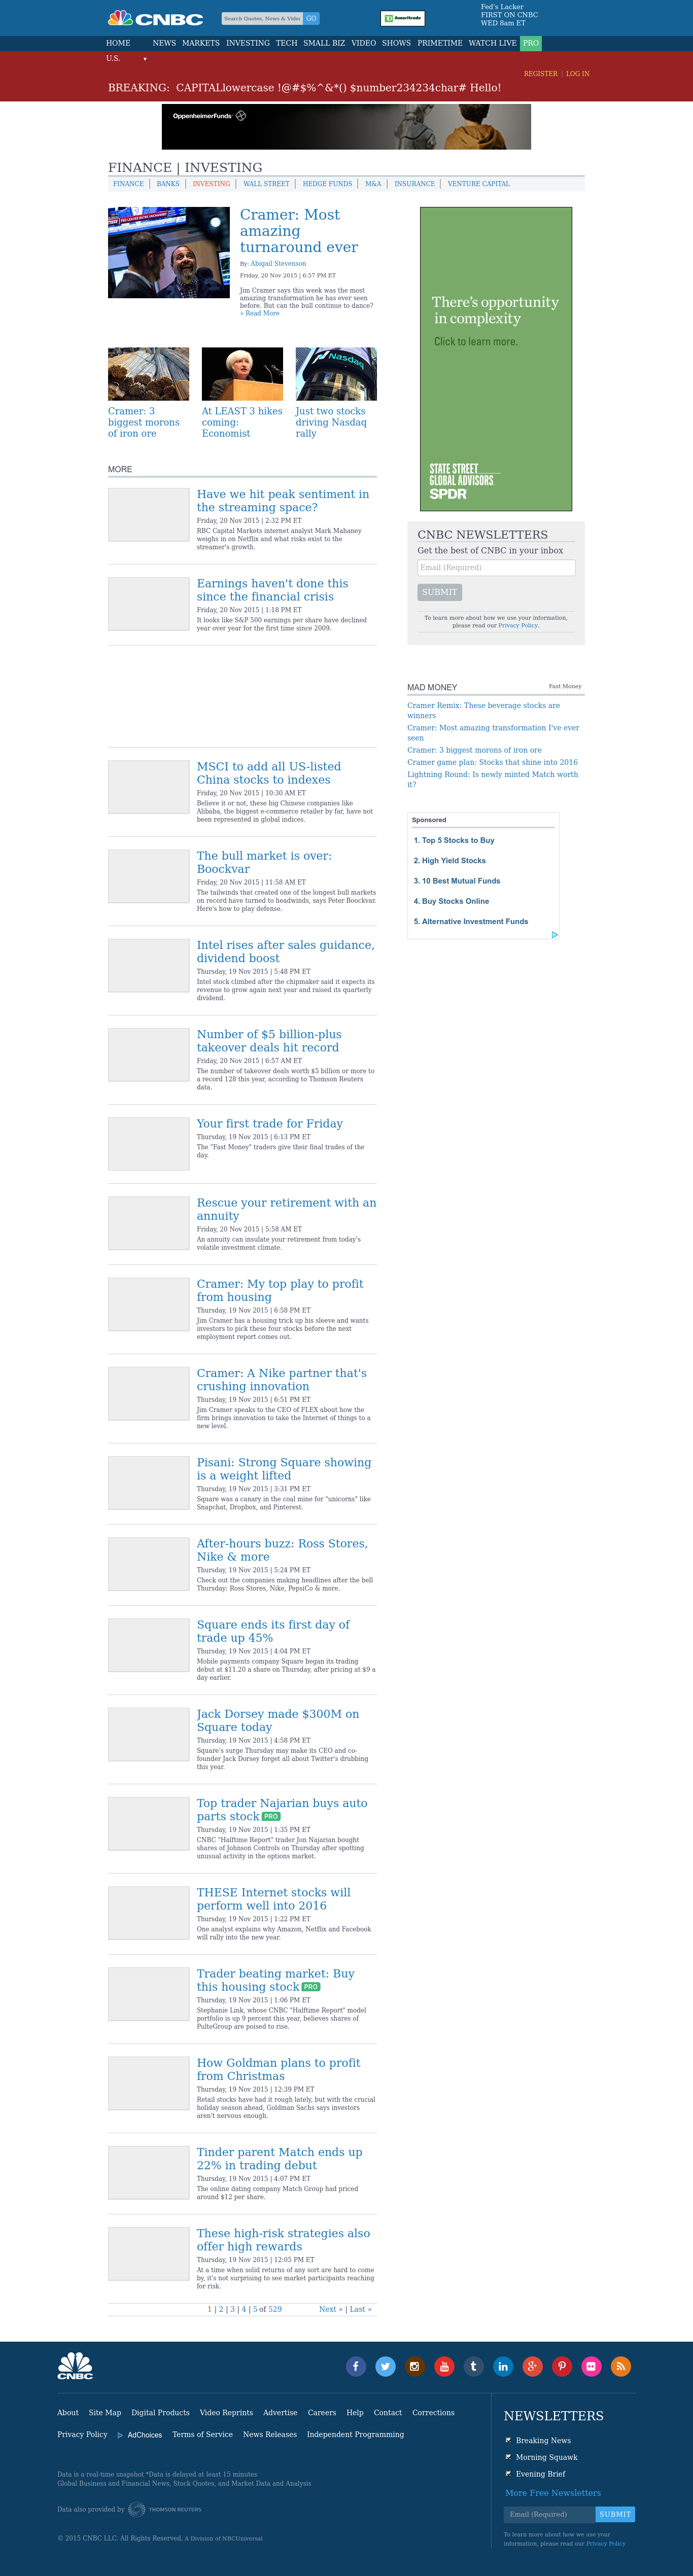 CNBC
Search Quotes, News & Video
GO
Ameritrade
Fed's Lacker
FIRST ON CNBC
WED 8am ET
HOME NEWS MARKETS INVESTING TECH SMALL BIZ VIDEO SHOWS PRIMETIME WATCH LIVE PRO
U.S. ▼
REGISTER | LOG IN
BREAKING: CAPITALlowercase !@#$%^&*() $number234234char# Hello!
OppenheimerFunds
FINANCE | INVESTING
FINANCE | BANKS | INVESTING | WALL STREET | HEDGE FUNDS | M&A | INSURANCE | VENTURE CAPITAL
Cramer: Most
amazing
turnaround ever
By: Abigail Stevenson
Friday, 20 Nov 2015 | 6:57 PM ET
Jim Cramer says this week was the most
amazing transformation he has ever seen
before. But can the bull continue to dance?
» Read More
Nasdaq
Cramer: 3
biggest morons
of iron ore
At LEAST 3 hikes
coming:
Economist
Just two stocks
driving Nasdaq
rally
MORE
Have we hit peak sentiment in
the streaming space?
Friday, 20 Nov 2015 | 2:32 PM ET
RBC Capital Markets internet analyst Mark Mahaney
weighs in on Netflix and what risks exist to the
streamer's growth.
Earnings haven't done this
since the financial crisis
Friday, 20 Nov 2015 | 1:18 PM ET
It looks like S&P 500 earnings per share have declined
year over year for the first time since 2009.
MSCI to add all US-listed
China stocks to indexes
Friday, 20 Nov 2015 | 10:30 AM ET
Believe it or not, these big Chinese companies like
Alibaba, the biggest e-commerce retailer by far, have not
been represented in global indices.
The bull market is over:
Boockvar
Friday, 20 Nov 2015 | 11:58 AM ET
The tailwinds that created one of the longest bull markets
on record have turned to headwinds, says Peter Boockvar.
Here's how to play defense.
Intel rises after sales guidance,
dividend boost
Thursday, 19 Nov 2015 | 5:48 PM ET
Intel stock climbed after the chipmaker said it expects its
revenue to grow again next year and raised its quarterly
dividend.
Number of $5 billion-plus
takeover deals hit record
Friday, 20 Nov 2015 | 6:57 AM ET
The number of takeover deals worth $5 billion or more to
a record 128 this year, according to Thomson Reuters
data.
Your first trade for Friday
Thursday, 19 Nov 2015 | 6:13 PM ET
The "Fast Money" traders give their final trades of the
day.
Rescue your retirement with an
annuity
Friday, 20 Nov 2015 | 5:58 AM ET
An annuity can insulate your retirement from today's
volatile investment climate.
Cramer: My top play to profit
from housing
Thursday, 19 Nov 2015 | 6:58 PM ET
Jim Cramer has a housing trick up his sleeve and wants
investors to pick these four stocks before the next
employment report comes out.
Cramer: A Nike partner that's
crushing innovation
Thursday, 19 Nov 2015 | 6:51 PM ET
Jim Cramer speaks to the CEO of FLEX about how the
firm brings innovation to take the Internet of things to a
new level.
Pisani: Strong Square showing
is a weight lifted
Thursday, 19 Nov 2015 | 3:31 PM ET
Square was a canary in the coal mine for "unicorns" like
Snapchat, Dropbox, and Pinterest.
After-hours buzz: Ross Stores,
Nike & more
Thursday, 19 Nov 2015 | 5:24 PM ET
Check out the companies making headlines after the bell
Thursday: Ross Stores, Nike, PepsiCo & more.
Square ends its first day of
trade up 45%
Thursday, 19 Nov 2015 | 4:04 PM ET
Mobile payments company Square began its trading
debut at $11.20 a share on Thursday, after pricing at $9 a
day earlier.
Jack Dorsey made $300M on
Square today
Thursday, 19 Nov 2015 | 4:58 PM ET
Square's surge Thursday may make its CEO and co-
founder Jack Dorsey forget all about Twitter's drubbing
this year.
Top trader Najarian buys auto
parts stock PRO
Thursday, 19 Nov 2015 | 1:35 PM ET
CNBC "Halftime Report" trader Jon Najarian bought
shares of Johnson Controls on Thursday after spotting
unusual activity in the options market.
THESE Internet stocks will
perform well into 2016
Thursday, 19 Nov 2015 | 1:22 PM ET
One analyst explains why Amazon, Netflix and Facebook
will rally into the new year.
Trader beating market: Buy
this housing stock PRO
Thursday, 19 Nov 2015 | 1:06 PM ET
Stephanie Link, whose CNBC "Halftime Report" model
portfolio is up 9 percent this year, believes shares of
PulteGroup are poised to rise.
How Goldman plans to profit
from Christmas
Thursday, 19 Nov 2015 | 12:39 PM ET
Retail stocks have had it rough lately, but with the crucial
holiday season ahead, Goldman Sachs says investors
aren't nervous enough.
Tinder parent Match ends up
22% in trading debut
Thursday, 19 Nov 2015 | 4:07 PM ET
The online dating company Match Group had priced
around $12 per share.
These high-risk strategies also
offer high rewards
Thursday, 19 Nov 2015 | 12:05 PM ET
At a time when solid returns of any sort are hard to come
by, it's not surprising to see market participants reaching
for risk.
1 | 2 | 3 | 4 | 5 of 529 Next » | Last »
There's opportunity
in complexity
Click to learn more.
STATE STREET
GLOBAL ADVISORS
SPDR
CNBC NEWSLETTERS
Get the best of CNBC in your inbox
Email (Required)
SUBMIT
To learn more about how we use your information,
please read our Privacy Policy.
MAD MONEY Fast Money
Cramer Remix: These beverage stocks are
winners
Cramer: Most amazing transformation I've ever
seen
Cramer: 3 biggest morons of iron ore
Cramer game plan: Stocks that shine into 2016
Lightning Round: Is newly minted Match worth
it?
Sponsored
1. Top 5 Stocks to Buy
2. High Yield Stocks
3. 10 Best Mutual Funds
4. Buy Stocks Online
5. Alternative Investment Funds
CNBC
About Site Map Digital Products Video Reprints Advertise Careers Help Contact Corrections
Privacy Policy AdChoices Terms of Service News Releases Independent Programming
Data is a real-time snapshot *Data is delayed at least 15 minutes
Global Business and Financial News, Stock Quotes, and Market Data and Analysis
Data also provided by THOMSON REUTERS
© 2015 CNBC LLC. All Rights Reserved. A Division of NBCUniversal
NEWSLETTERS
Breaking News
Morning Squawk
Evening Brief
More Free Newsletters
Email (Required)
SUBMIT
To learn more about how we use your
information, please read our Privacy Policy